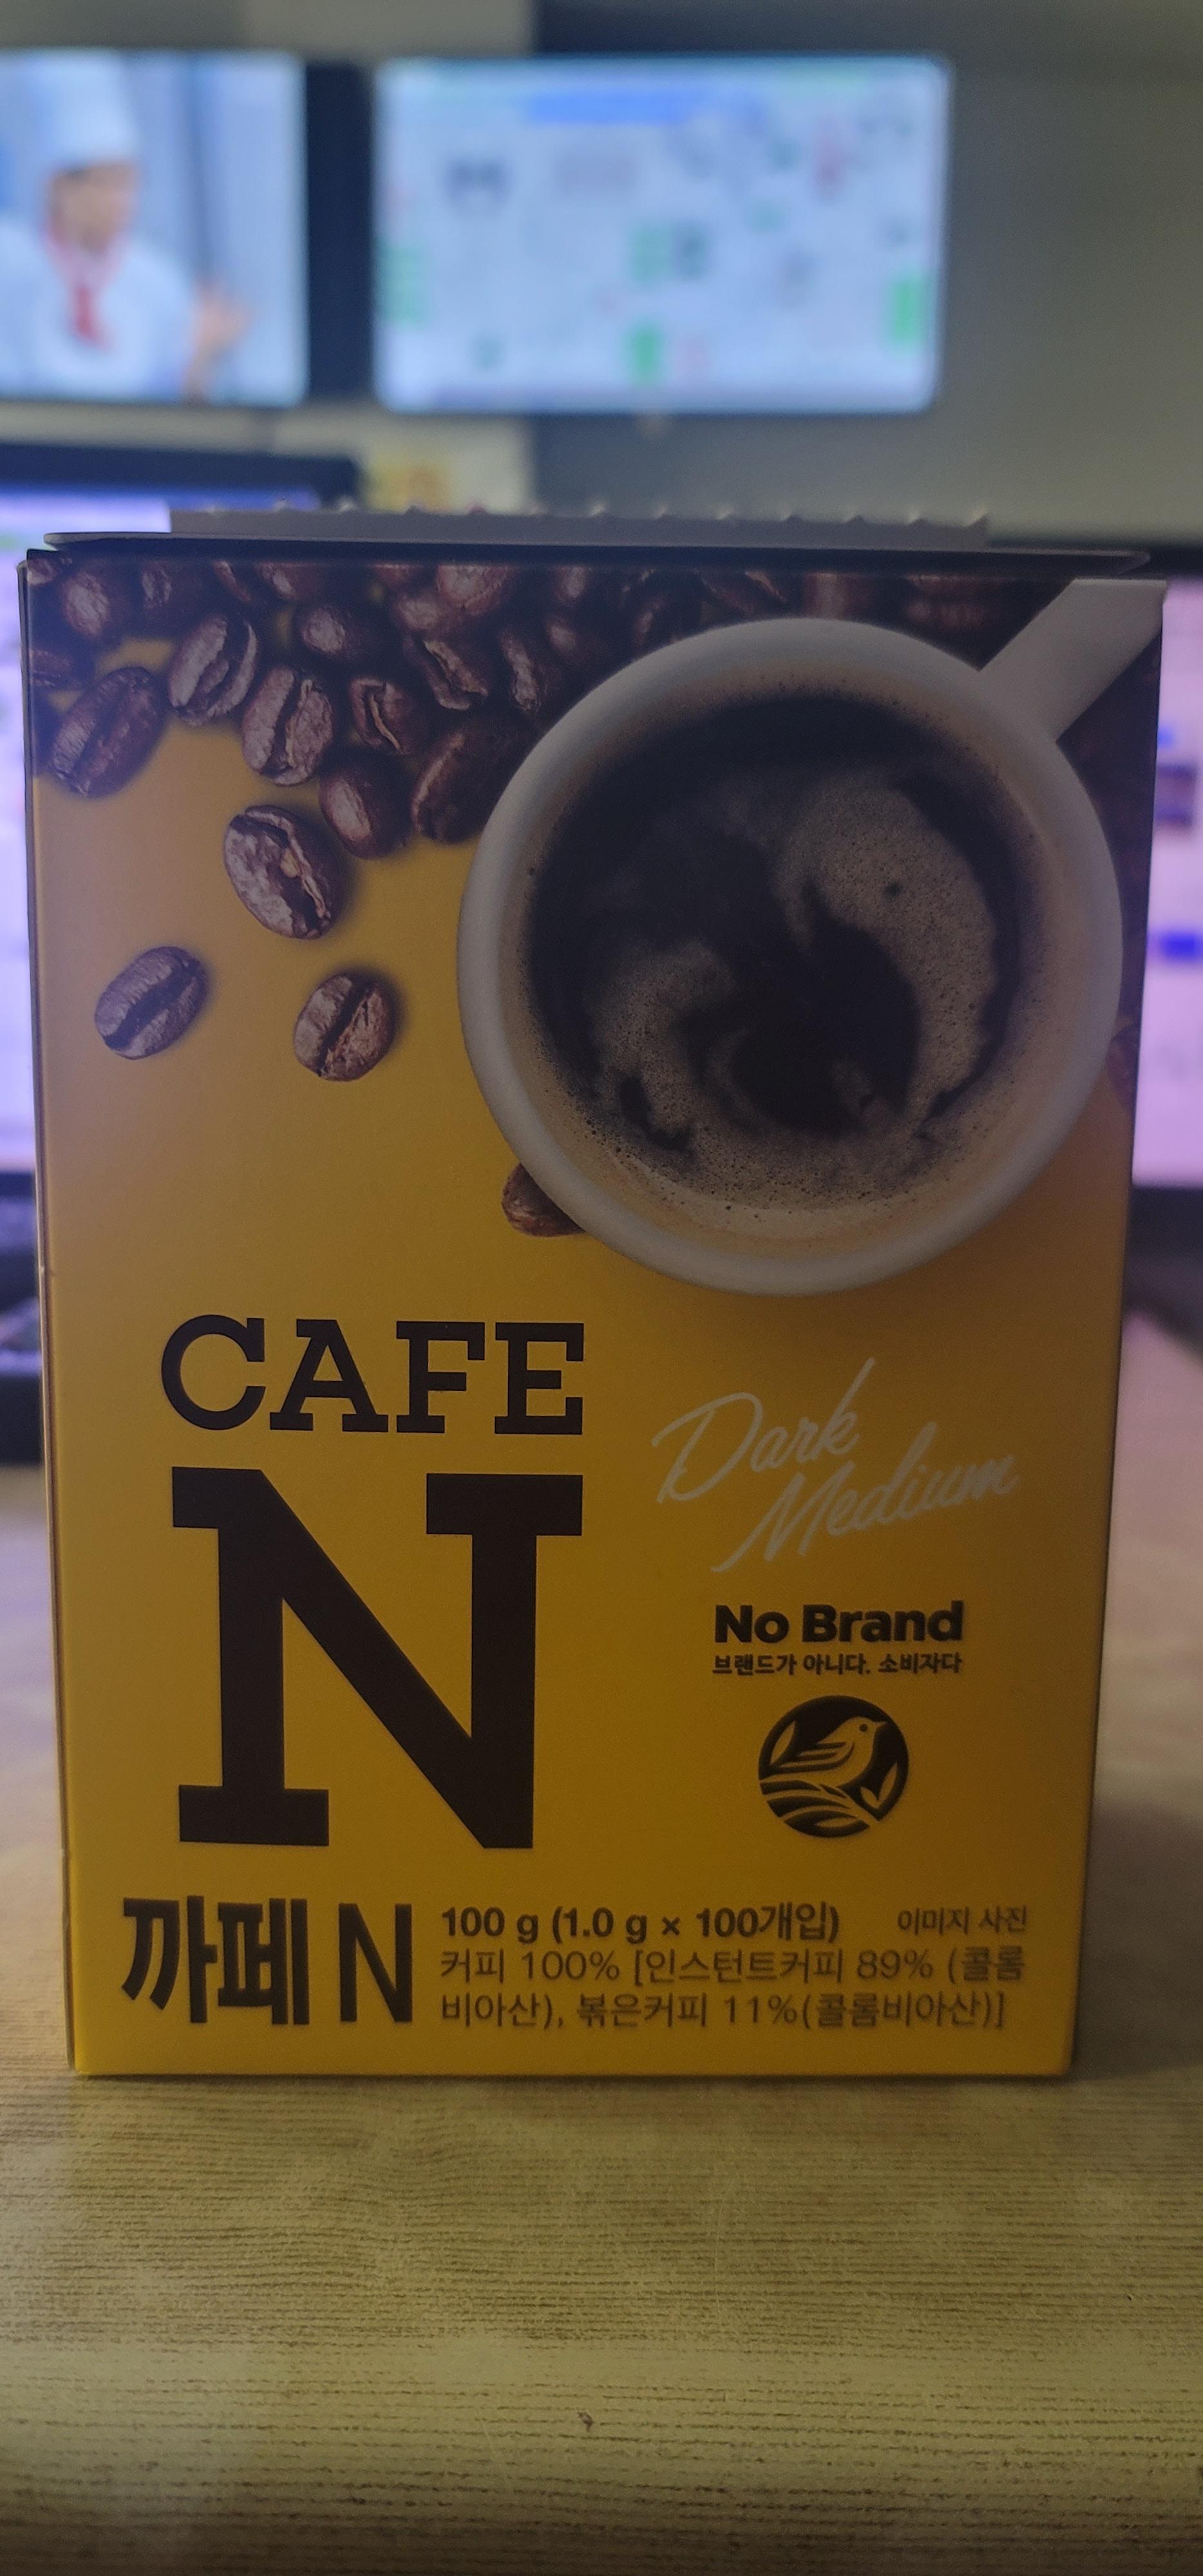 CAFE
N
Dark
Medium
No Brand
브랜드가 아니다. 소비자다
까페 N
100 g (1.0 g × 100개입) 이미지 사진
커피 100% [인스턴트커피 89% (콜롬
비아산), 볶은커피 11%(콜롬비아산)]